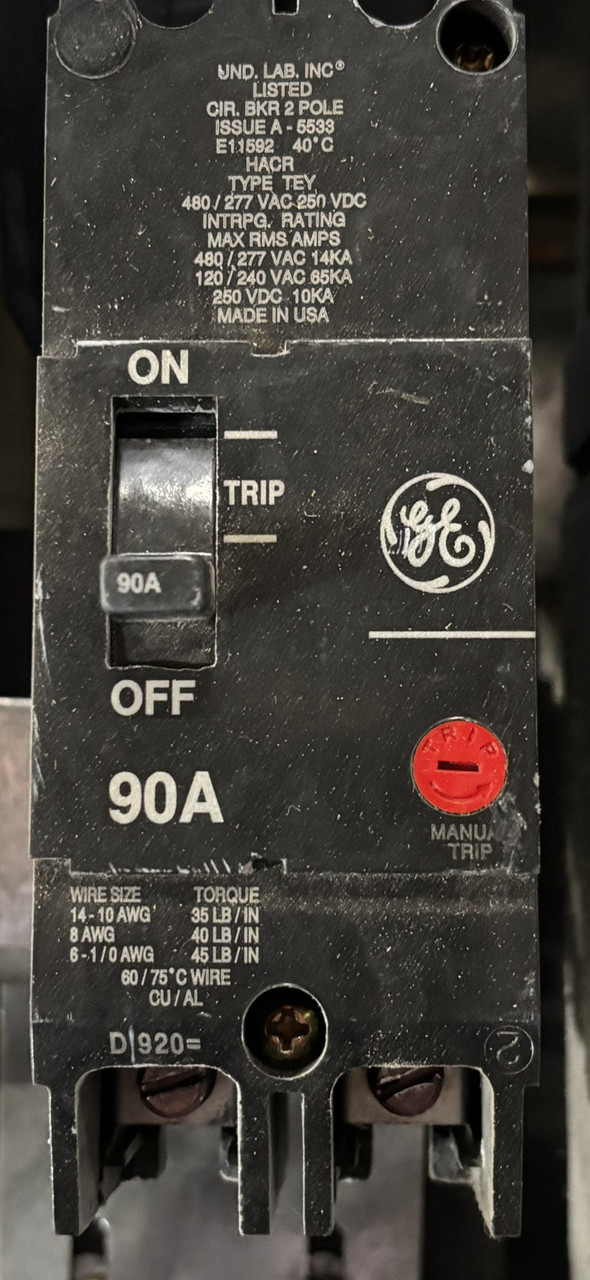 UND. LAB. INC®
LISTED
CIR. BKR 2 POLE
ISSUE A - 5533
E11592 40°C
HACR
TYPE TEY
480 / 277 VAC 250 VDC
INTRPG. RATING
MAX RMS AMPS
480 / 277 VAC 14KA
120 / 240 VAC 65KA
250 VDC 10KA
MADE IN USA
ON
TRIP
GE
90A
OFF
TRIP
90A
MANUA
TRIP
WIRE SIZE TORQUE
14 - 10 AWG 35 LB / IN
8 AWG 40 LB / IN
6 - 1 / 0 AWG 45 LB / IN
60 / 75°C WIRE
CU / AL
D|920=
2